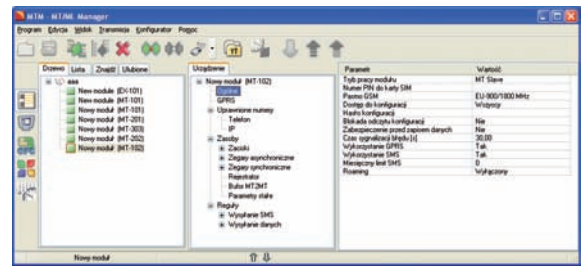 MTM - MT/ME Manager
Program Edycja Widok Transmisja Konfigurator Pomoc
Drzewo Lista Znajdź Ulubione
aaa
New module (EX-101)
New module (MT-101)
Nowy moduł (MT-101)
Nowy moduł (MT-201)
Nowy moduł (MT-303)
Nowy moduł (MT-202)
Nowy moduł (MT-102)
Urządzenie
Nowy moduł (MT-102)
Ogólne
GPRS
Uprawnione numery
Telefon
IP
Zasoby
Zaciski
Zegary asynchroniczne
Zegary synchroniczne
Rejestrator
Bufor MT2MT
Parametry stałe
Reguły
Wysyłanie SMS
Wysyłanie danych
Parametr Wartość
Tryb pracy modułu MT Slave
Numer PIN do karty SIM
Pasmo GSM EU-900/1800 MHz
Dostęp do konfiguracji Wszyscy
Hasło konfiguracji
Blokada odczytu konfiguracji Nie
Zabezpieczenie przed zapisem danych Nie
Czas sygnalizacji błędu [s] 30,00
Wykorzystanie GPRS Tak
Wykorzystanie SMS Tak
Miesięczny limit SMS 0
Roaming Wyłączony
Nowy moduł